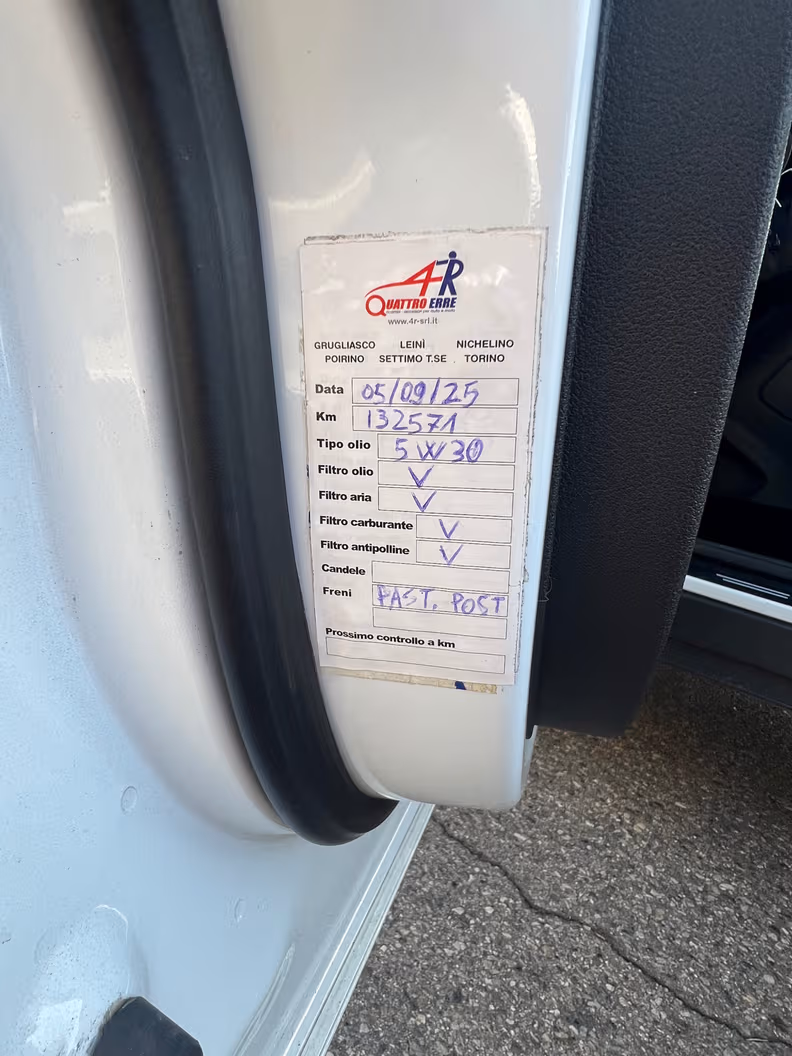 4R
QUATTRO ERRE
www.4r-srl.it
GRUGLIASCO LEINÌ NICHELINO
POIRINO SETTIMO T.SE TORINO
Data 05/09/25
Km 132571
Tipo olio 5W30
Filtro olio V
Filtro aria V
Filtro carburante V
Filtro antipolline V
Candele
Freni PAST. POST
Prossimo controllo a km